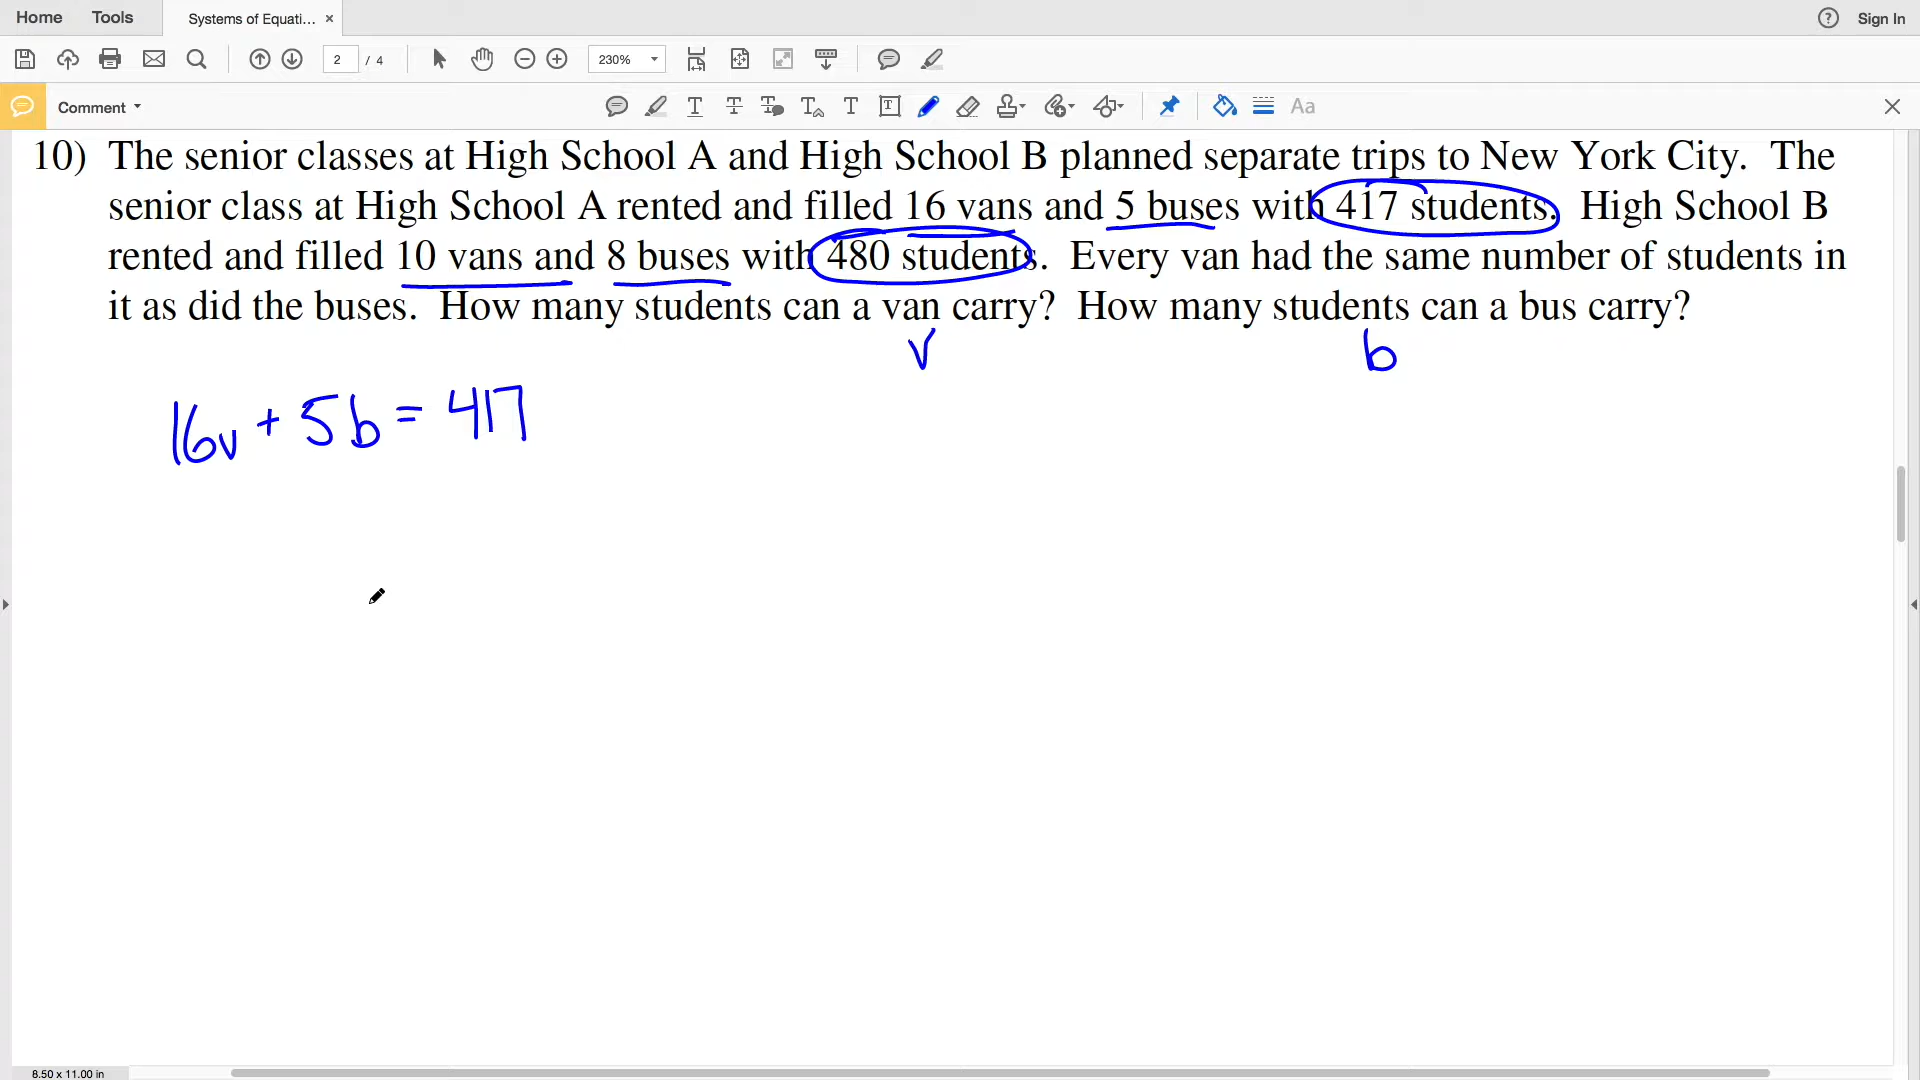 Home Tools Systems of Equati... × Sign In
2 / 4 230%
Comment Aa
10) The senior classes at High School A and High School B planned separate trips to New York City. The
senior class at High School A rented and filled 16 vans and 5 buses with 417 students. High School B
rented and filled 10 vans and 8 buses with 480 students. Every van had the same number of students in
it as did the buses. How many students can a van carry? How many students can a bus carry?
v b
16v + 5b = 417
8.50 x 11.00 in